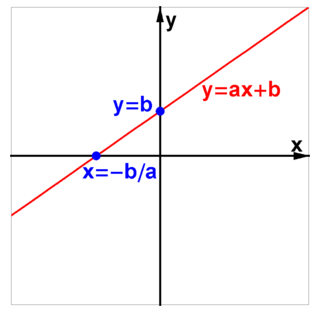 y
y=b
y=ax+b
x
x=−b/a